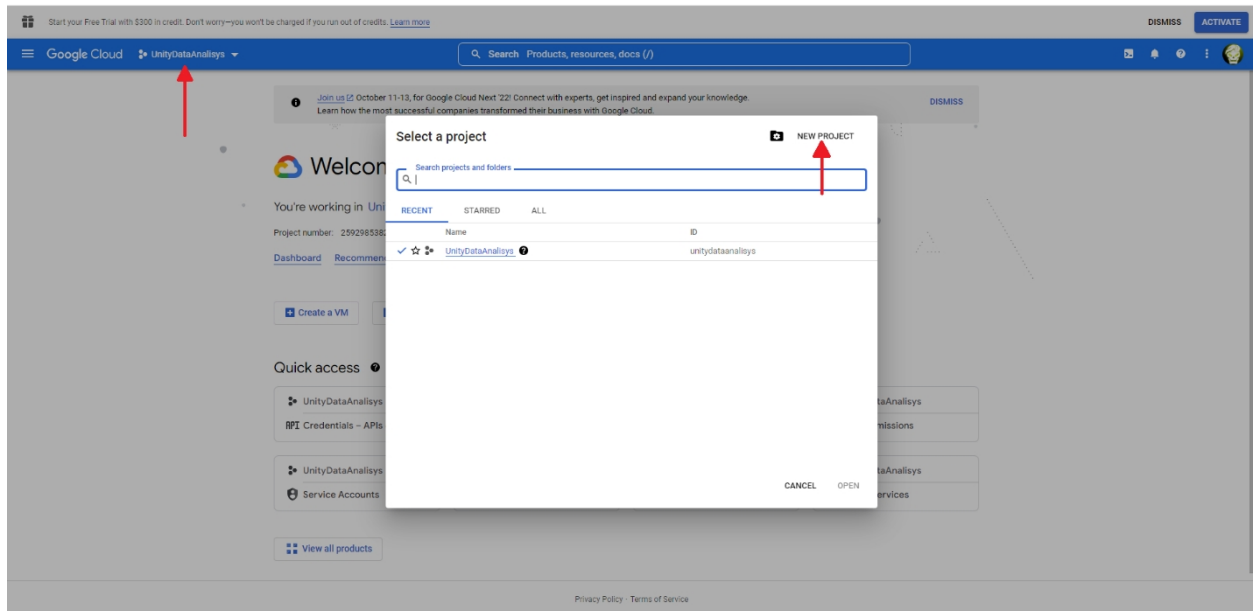 Start your Free Trial with $300 in credit. Don't worry—you won't be charged if you run out of credits. Learn more
DISMISS
ACTIVATE
Google Cloud
UnityDataAnalisys
Search Products, resources, docs (/)
Join us October 11-13, for Google Cloud Next '22! Connect with experts, get inspired and expand your knowledge.
Learn how the most successful companies transformed their business with Google Cloud.
DISMISS
Welcon
You're working in Uni
Project number: 259298538
Dashboard Recommen
Create a VM
Quick access
UnityDataAnalisys
API Credentials – APIs
UnityDataAnalisys
Service Accounts
View all products
Select a project
NEW PROJECT
Search projects and folders
RECENT STARRED ALL
Name ID
UnityDataAnalisys unitydataanalisys
CANCEL OPEN
taAnalisys
missions
taAnalisys
ervices
Privacy Policy · Terms of Service